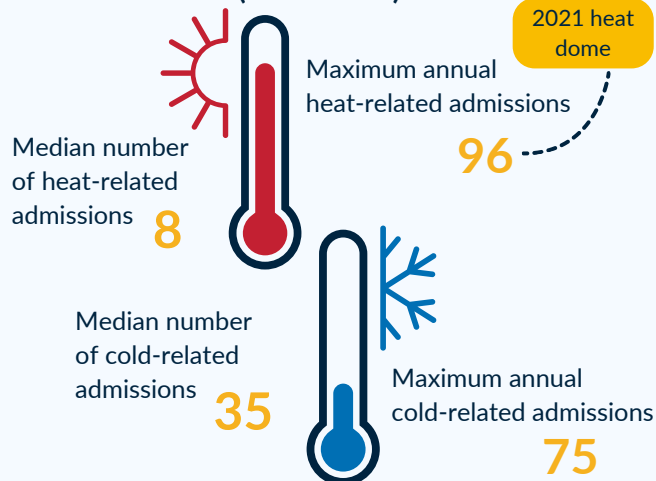 2021 heat
dome
Maximum annual
heat-related admissions
96
Median number
of heat-related
admissions
8
Median number
of cold-related
admissions
35
Maximum annual
cold-related admissions
75